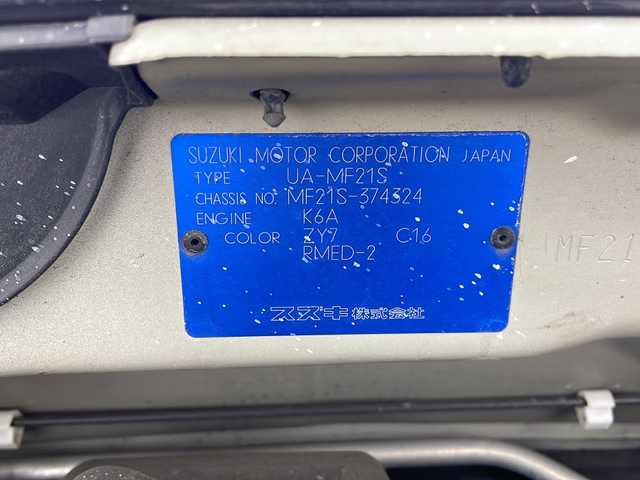 SUZUKI MOTOR CORPORATION JAPAN
TYPE UA-MF21S
CHASSIS NO. MF21S-374324
ENGINE K6A
COLOR ZY7 C16
RMED-2
スズキ株式会社
MF21